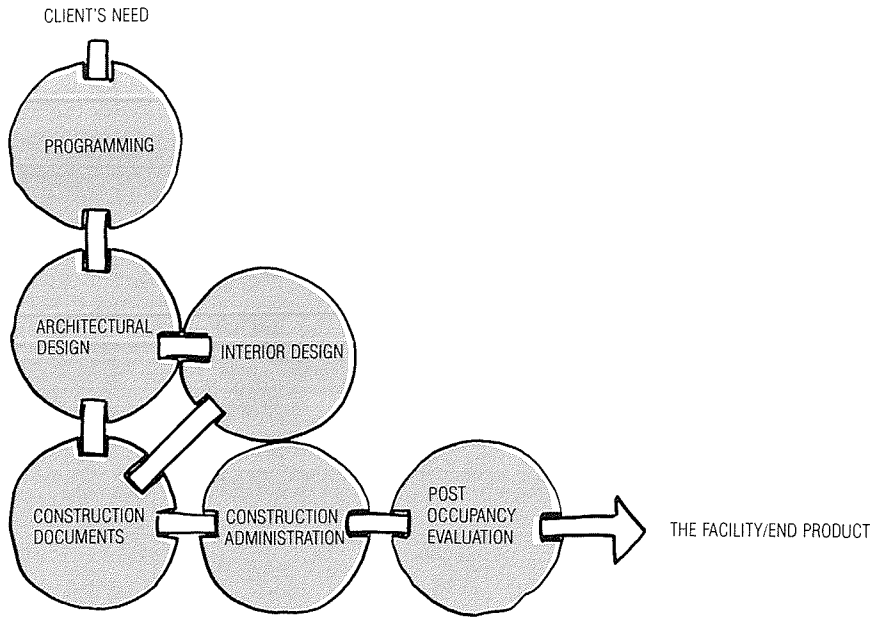 CLIENT'S NEED
PROGRAMMING
ARCHITECTURAL
DESIGN
INTERIOR DESIGN
CONSTRUCTION
DOCUMENTS
CONSTRUCTION
ADMINISTRATION
POST
OCCUPANCY
EVALUATION
THE FACILITY/END PRODUCT